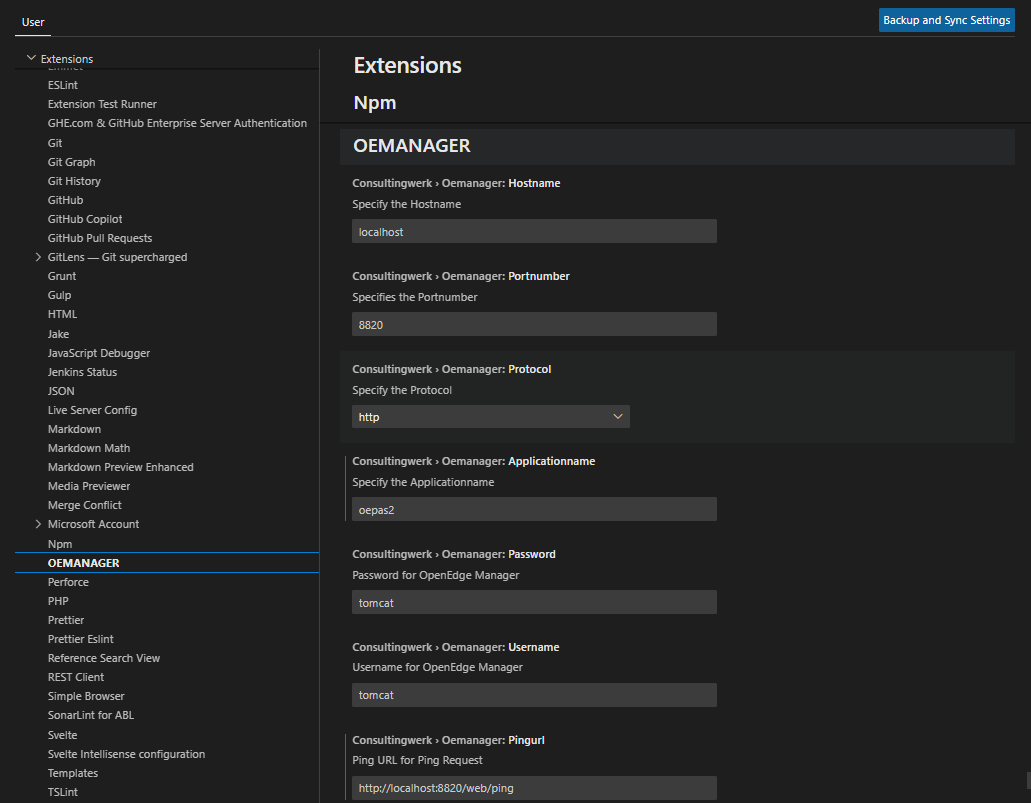 User
Backup and Sync Settings
Extensions
ESLint
Extension Test Runner
GHE.com & GitHub Enterprise Server Authentication
Git
Git Graph
Git History
GitHub
GitHub Copilot
GitHub Pull Requests
GitLens — Git supercharged
Grunt
Gulp
HTML
Jake
JavaScript Debugger
Jenkins Status
JSON
Live Server Config
Markdown
Markdown Math
Markdown Preview Enhanced
Media Previewer
Merge Conflict
Microsoft Account
Npm
OEMANAGER
Perforce
PHP
Prettier
Prettier Eslint
Reference Search View
REST Client
Simple Browser
SonarLint for ABL
Svelte
Svelte Intellisense configuration
Templates
TSLint
Extensions
Npm
OEMANAGER
Consultingwerk › Oemanager: Hostname
Specify the Hostname
localhost
Consultingwerk › Oemanager: Portnumber
Specifies the Portnumber
8820
Consultingwerk › Oemanager: Protocol
Specify the Protocol
http
Consultingwerk › Oemanager: Applicationname
Specify the Applicationname
oepas2
Consultingwerk › Oemanager: Password
Password for OpenEdge Manager
tomcat
Consultingwerk › Oemanager: Username
Username for OpenEdge Manager
tomcat
Consultingwerk › Oemanager: Pingurl
Ping URL for Ping Request
http://localhost:8820/web/ping